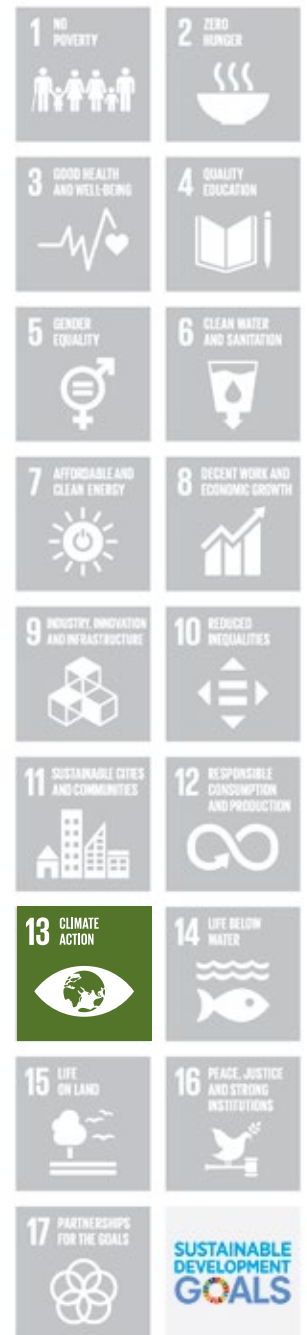 1 NO
POVERTY
2 ZERO
HUNGER
3 GOOD HEALTH
AND WELL-BEING
4 QUALITY
EDUCATION
5 GENDER
EQUALITY
6 CLEAN WATER
AND SANITATION
7 AFFORDABLE AND
CLEAN ENERGY
8 DECENT WORK AND
ECONOMIC GROWTH
9 INDUSTRY, INNOVATION
AND INFRASTRUCTURE
10 REDUCED
INEQUALITIES
11 SUSTAINABLE CITIES
AND COMMUNITIES
12 RESPONSIBLE
CONSUMPTION
AND PRODUCTION
13 CLIMATE
ACTION
14 LIFE BELOW
WATER
15 LIFE
ON LAND
16 PEACE, JUSTICE
AND STRONG
INSTITUTIONS
17 PARTNERSHIPS
FOR THE GOALS
SUSTAINABLE
DEVELOPMENT
GOALS